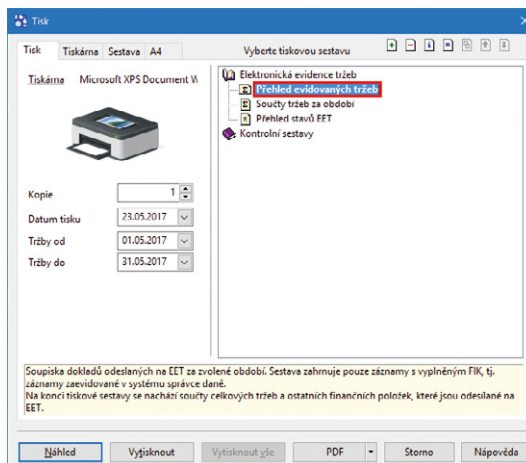 Tisk
Tisk Tiskárna Sestava A4 Vyberte tiskovou sestavu
Tiskárna Microsoft XPS Document W
Elektronická evidence tržeb
Přehled evidovaných tržeb
Součty tržeb za období
Přehled stavů EET
Kontrolní sestavy
Kopie 1
Datum tisku 23.05.2017
Tržby od 01.05.2017
Tržby do 31.05.2017
Soupiska dokladů odeslaných na EET za zvolené období. Sestava zahrnuje pouze záznamy s vyplněným FIK, tj.
záznamy zaevidované v systému správce daně.
Na konci tiskové sestavy se nachází součty celkových tržeb a ostatních finančních položek, které jsou odesílané na
EET.
Náhled Vytisknout Vytisknout vše PDF Storno Nápověda